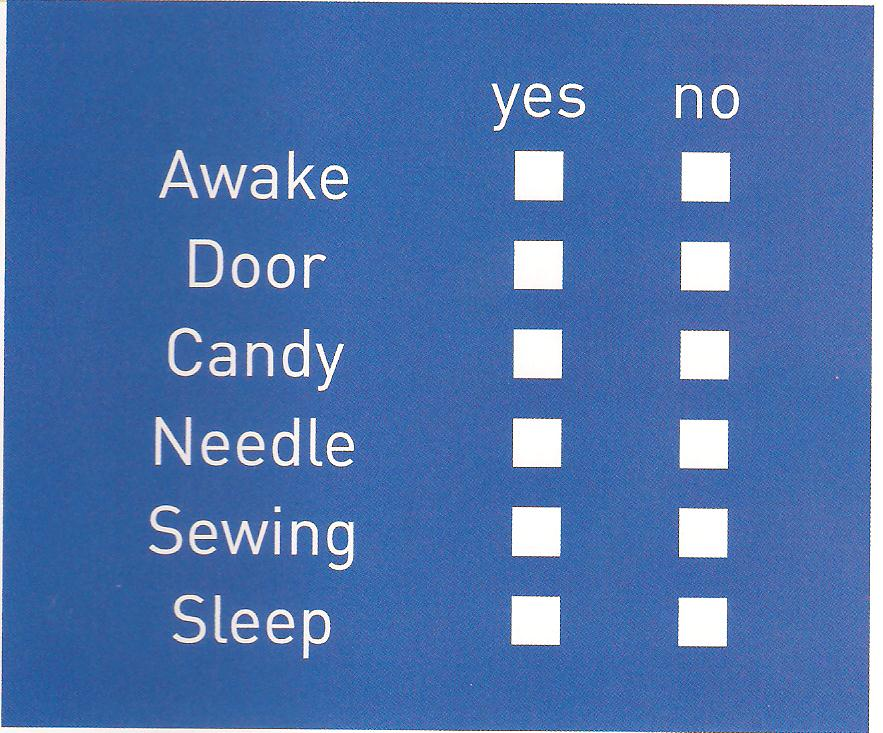 yes no
Awake
Door
Candy
Needle
Sewing
Sleep